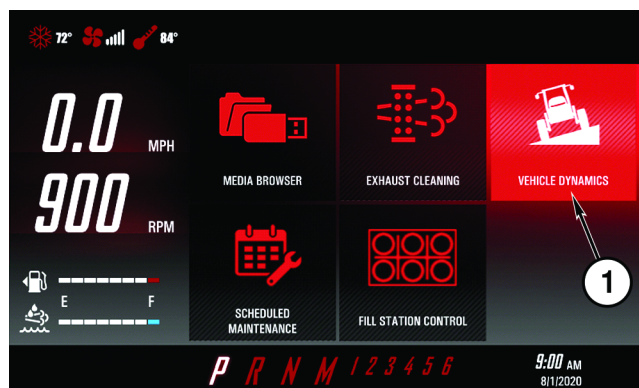 72° 84°
0.0 MPH
900 RPM
E F
MEDIA BROWSER
EXHAUST CLEANING
VEHICLE DYNAMICS
1
SCHEDULED
MAINTENANCE
FILL STATION CONTROL
P R N M 1 2 3 4 5 6
9:00 AM
8/1/2020